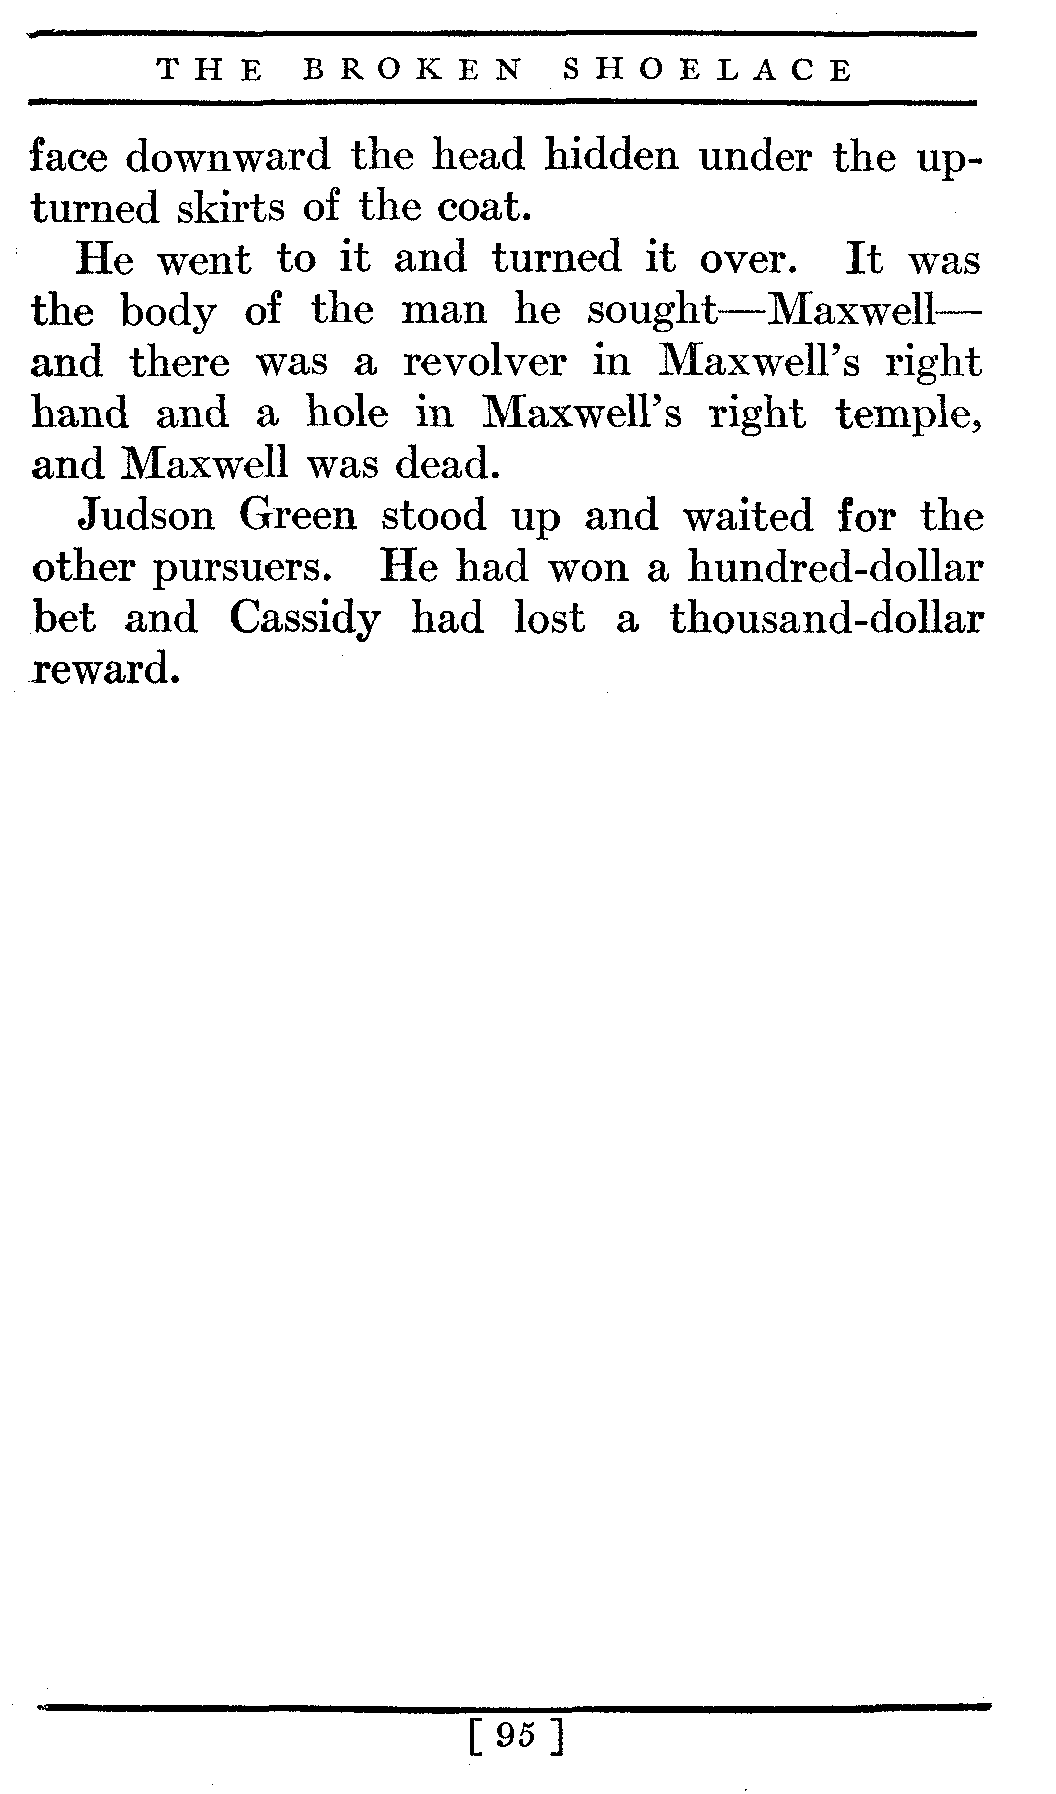 THE BROKEN SHOELACE
face downward the head hidden under the up-
turned skirts of the coat.
He went to it and turned it over. It was
the body of the man he sought—Maxwell—
and there was a revolver in Maxwell's right
hand and a hole in Maxwell's right temple,
and Maxwell was dead.
Judson Green stood up and waited for the
other pursuers. He had won a hundred-dollar
bet and Cassidy had lost a thousand-dollar
reward.
[ 95 ]